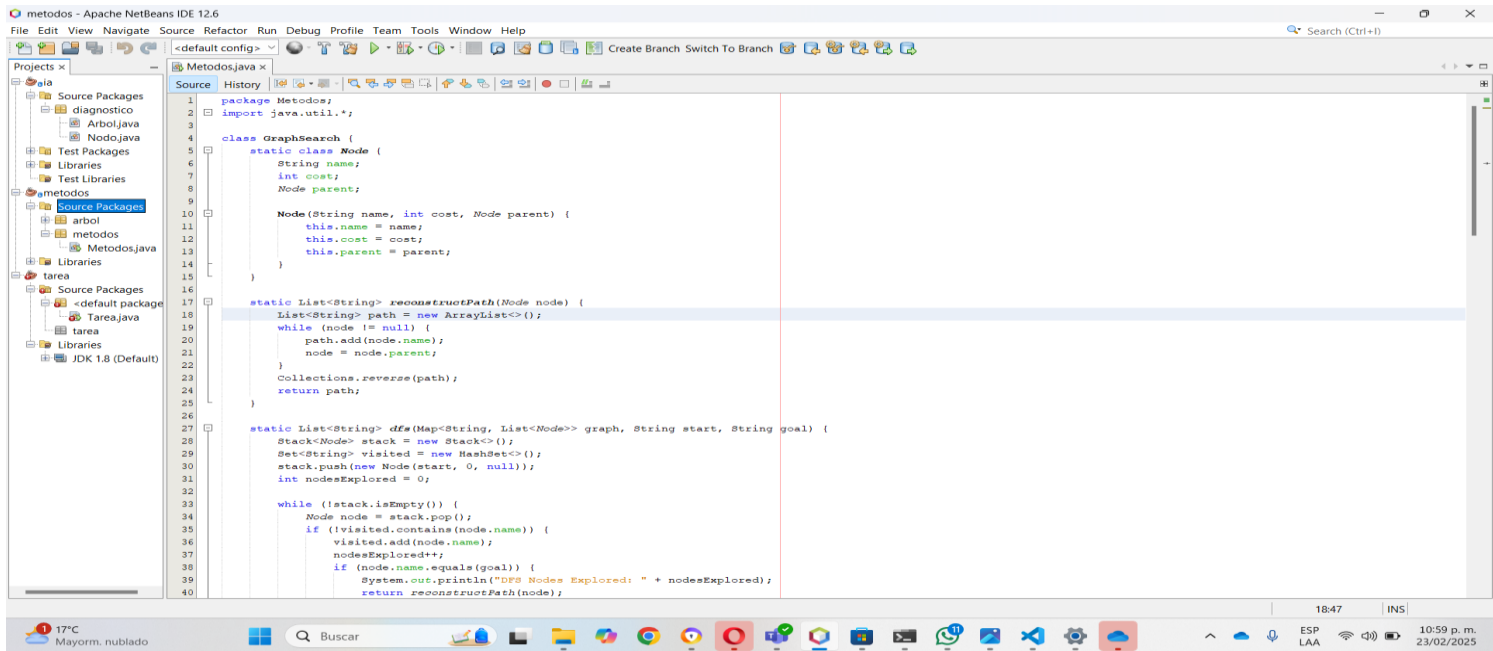 metodos - Apache NetBeans IDE 12.6
File Edit View Navigate Source Refactor Run Debug Profile Team Tools Window Help
Search (Ctrl+I)
<default config>
Create Branch Switch To Branch
Projects
Metodos.java
Source History
aia
Source Packages
diagnostico
Arbol.java
Nodo.java
Test Packages
Libraries
Test Libraries
metodos
Source Packages
arbol
metodos
Metodos.java
Libraries
tarea
Source Packages
<default package
Tarea.java
tarea
Libraries
JDK 1.8 (Default)
1 package Metodos;
2 import java.util.*;
3
4 class GraphSearch {
5 static class Node {
6 String name;
7 int cost;
8 Node parent;
9
10 Node(String name, int cost, Node parent) {
11 this.name = name;
12 this.cost = cost;
13 this.parent = parent;
14 }
15 }
16
17 static List<String> reconstructPath(Node node) {
18 List<String> path = new ArrayList<>();
19 while (node != null) {
20 path.add(node.name);
21 node = node.parent;
22 }
23 Collections.reverse(path);
24 return path;
25 }
26
27 static List<String> dfs(Map<String, List<Node>> graph, String start, String goal) {
28 Stack<Node> stack = new Stack<>();
29 Set<String> visited = new HashSet<>();
30 stack.push(new Node(start, 0, null));
31 int nodesExplored = 0;
32
33 while (!stack.isEmpty()) {
34 Node node = stack.pop();
35 if (!visited.contains(node.name)) {
36 visited.add(node.name);
37 nodesExplored++;
38 if (node.name.equals(goal)) {
39 System.out.println("DFS Nodes Explored: " + nodesExplored);
40 return reconstructPath(node);
18:47 INS
1
17°C
Mayorm. nublado
Buscar
11
ESP
LAA
10:59 p. m.
23/02/2025